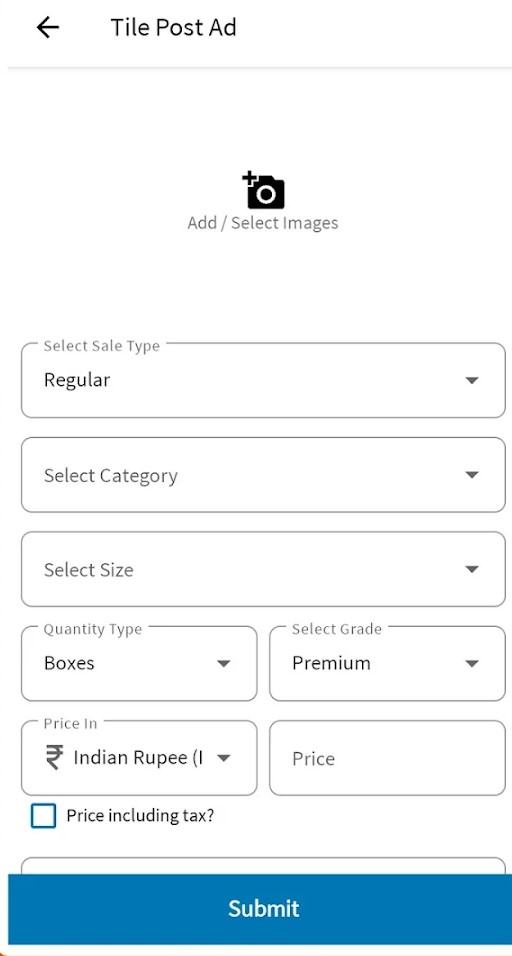 Tile Post Ad
Add / Select Images
Select Sale Type
Regular
Select Category
Select Size
Quantity Type
Boxes
Select Grade
Premium
Price In
₹ Indian Rupee (I
Price
Price including tax?
Submit